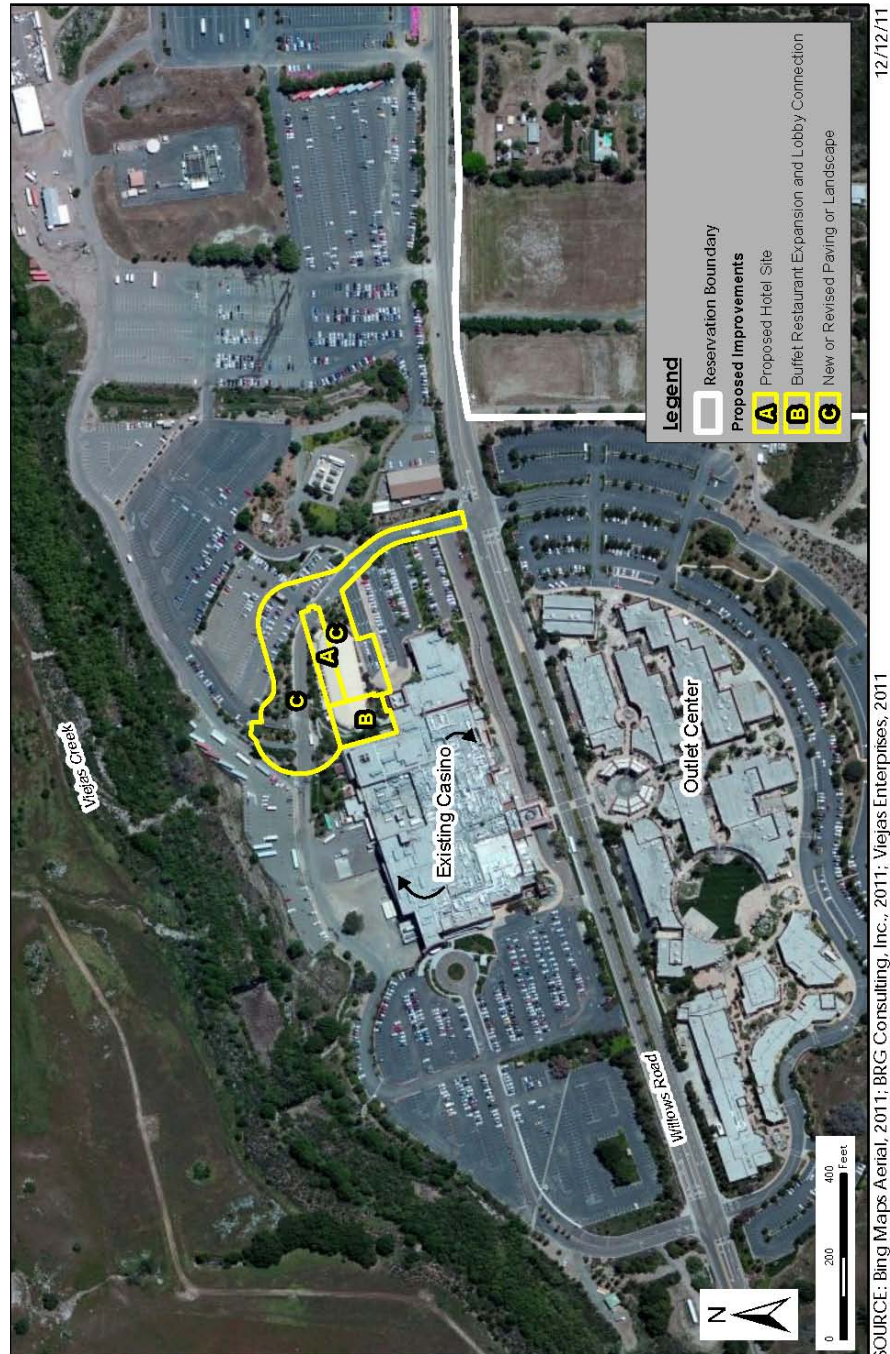 Viejas Creek
C
A
C
B
Existing Casino
Outlet Center
Willows Road
Legend
Reservation Boundary
Proposed Improvements
A Proposed Hotel Site
B Buffet Restaurant Expansion and Lobby Connection
C New or Revised Paving or Landscape
N
0 200 400
Feet
SOURCE: Bing Maps Aerial, 2011; BRG Consulting, Inc., 2011; Viejas Enterprises, 2011
12/12/11